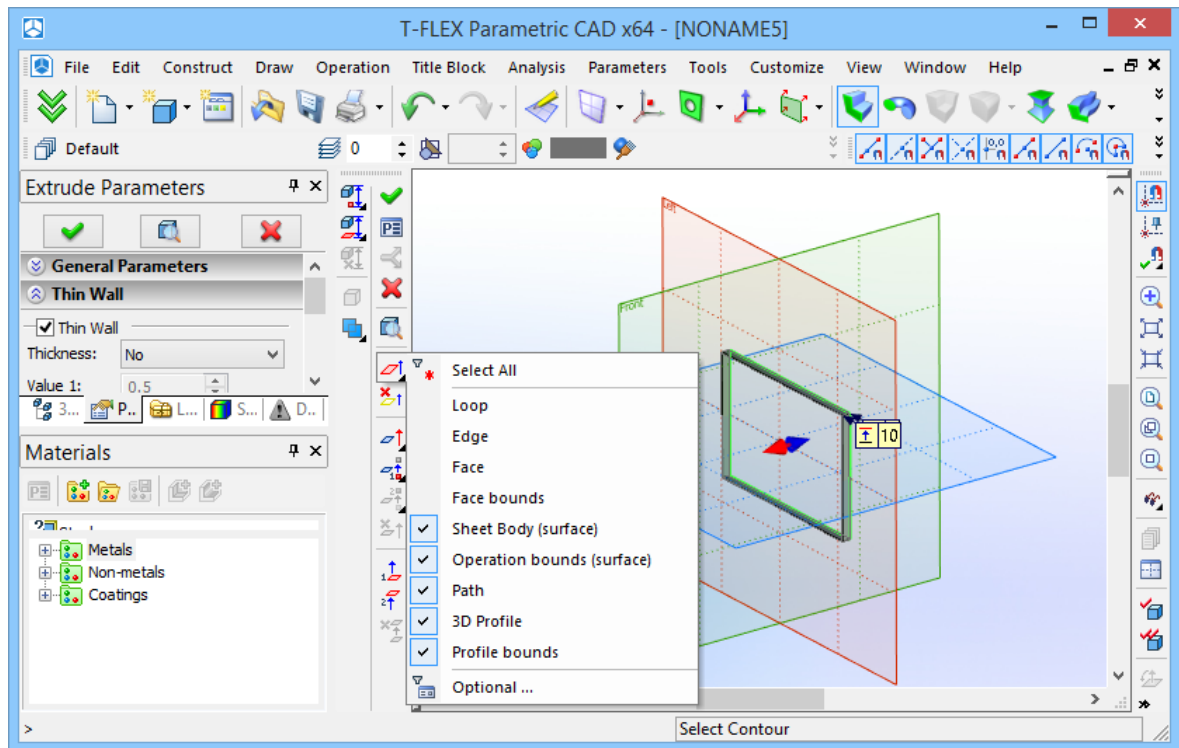 T-FLEX Parametric CAD x64 - [NONAME5]
File Edit Construct Draw Operation Title Block Analysis Parameters Tools Customize View Window Help
Default 0
Extrude Parameters
General Parameters
Thin Wall
Thin Wall
Thickness: No
Value 1: 0.5
3... P.. L... S... D..
Materials
Metals
Non-metals
Coatings
Select All
Loop
Edge
Face
Face bounds
Sheet Body (surface)
Operation bounds (surface)
Path
3D Profile
Profile bounds
Optional ...
Left
Front
10
>
Select Contour